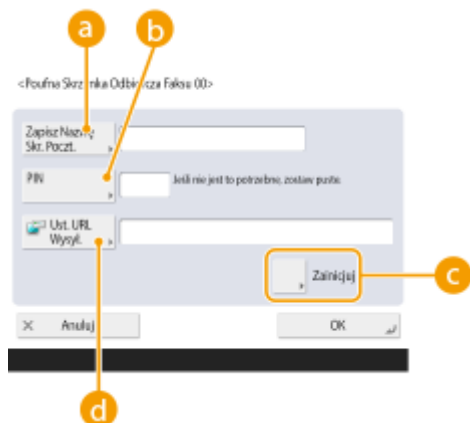 a
b
<Poufna Skrzynka Odbiorcza Faksu 00>
Zapisz Nazwę
Skr. Poczt.
PIN
Jeśli nie jest to potrzebne, zostaw puste.
Ust. URL
Wysył.
Zainicjuj
c
× Anuluj
OK
d